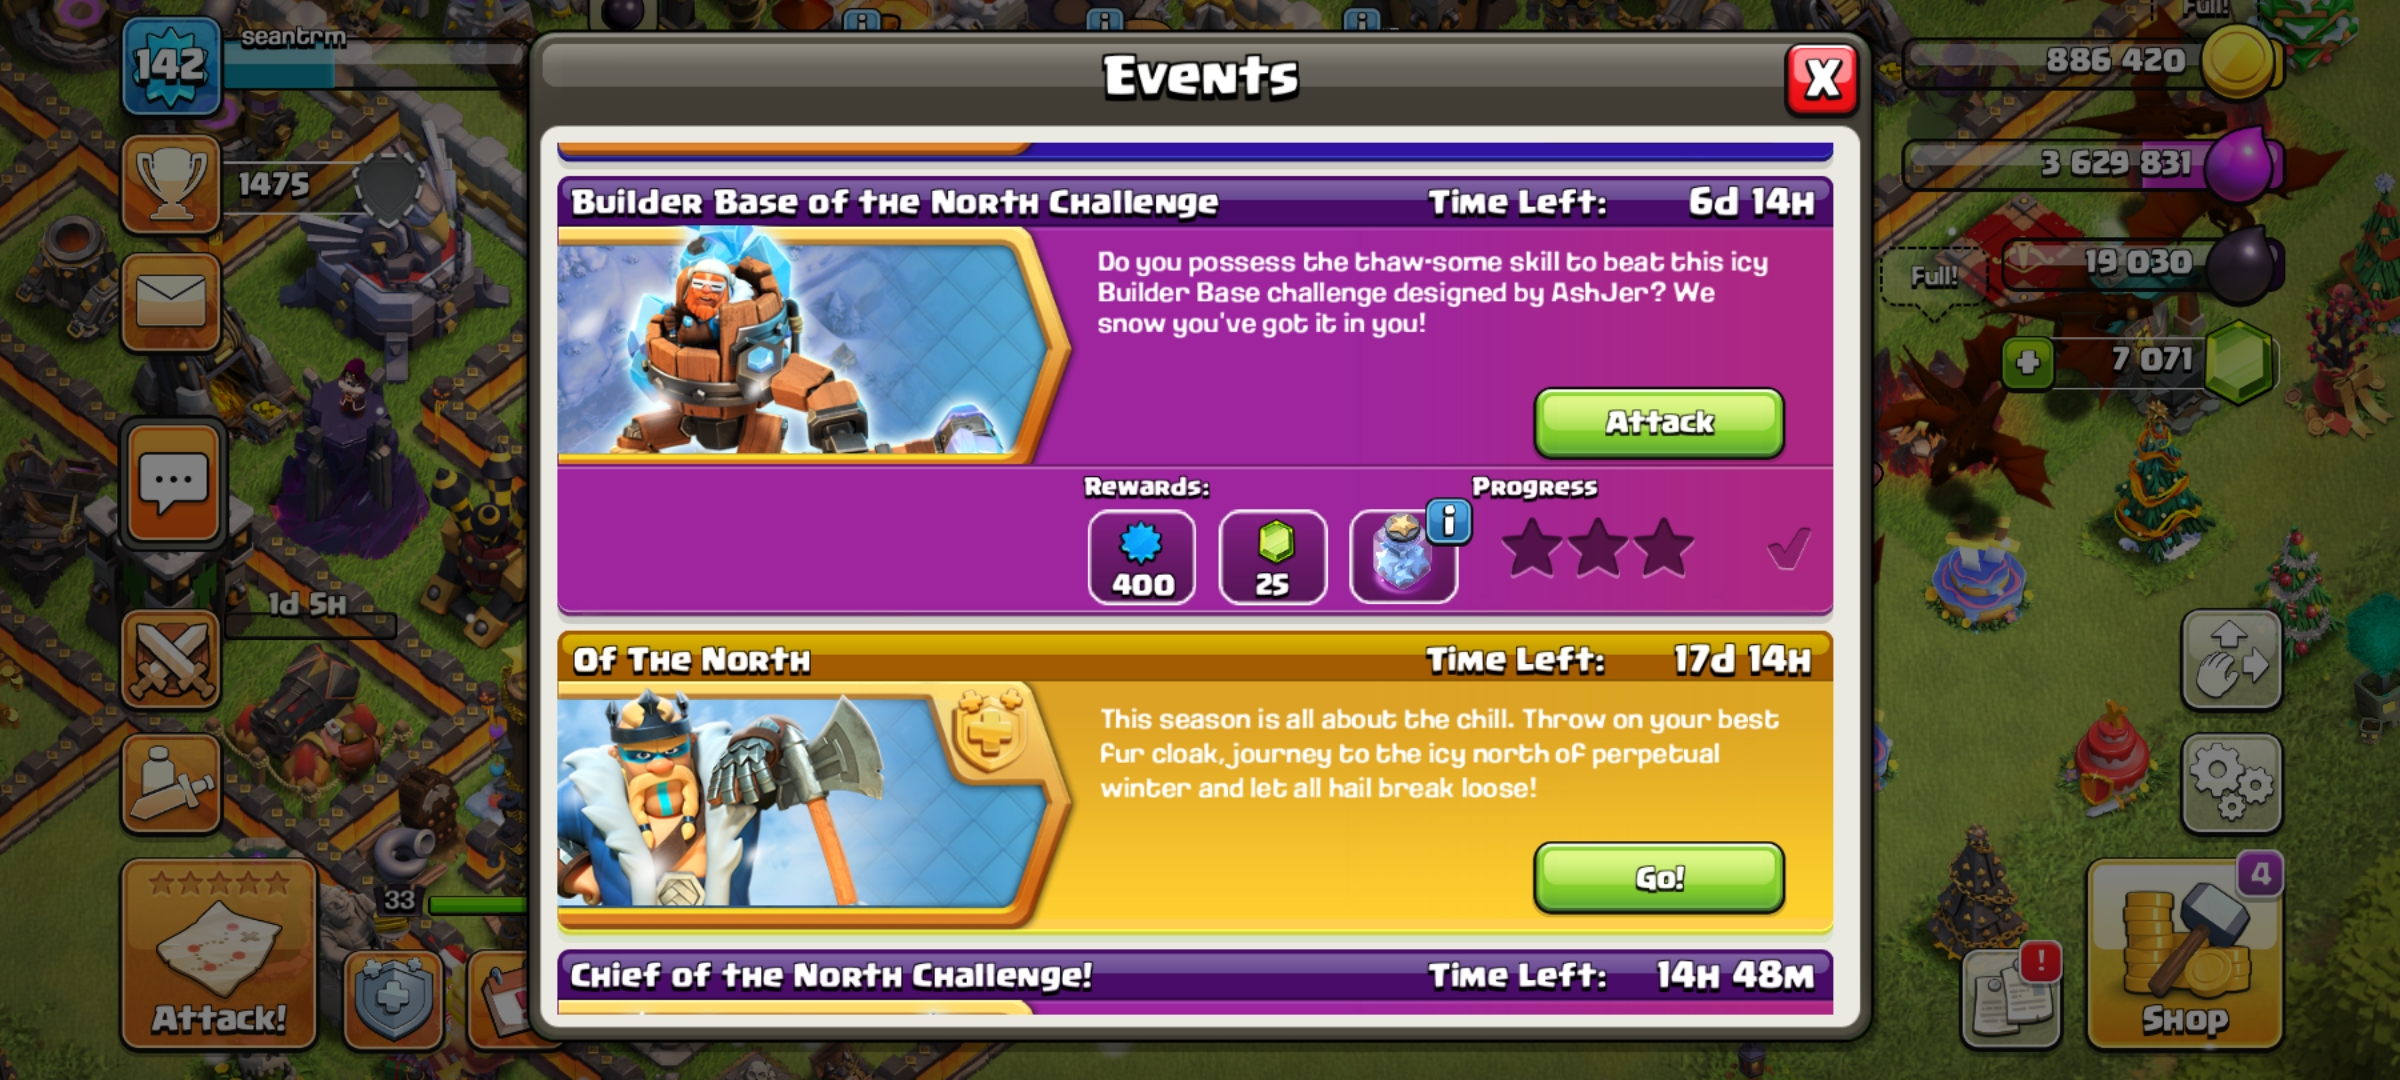 142
seantrm
1475
1d 5h
33
Attack!
Events
X
Builder Base of the North Challenge
Time Left: 6d 14h
Do you possess the thaw-some skill to beat this icy
Builder Base challenge designed by AshJer? We
snow you've got it in you!
Attack
Rewards:
Progress
400
25
i
Of The North
Time Left: 17d 14h
This season is all about the chill. Throw on your best
fur cloak, journey to the icy north of perpetual
winter and let all hail break loose!
Go!
Chief of the North Challenge!
Time Left: 14h 48m
Full!
886 420
3 629 831
Full!
19 030
7 071
4
!
Shop